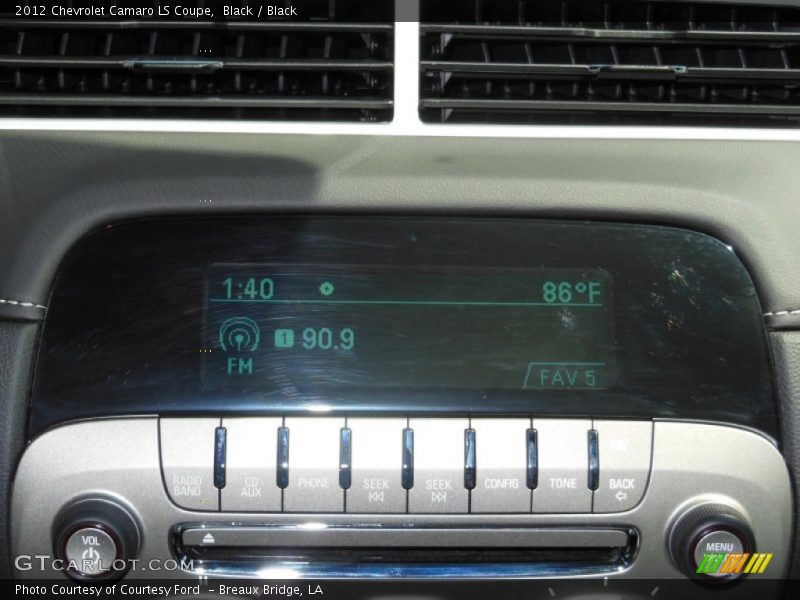 2012 Chevrolet Camaro LS Coupe,  Black / Black
1:40 86°F
1 90.9
FM
FAV 5
RADIO BAND
CD AUX
PHONE
SEEK
SEEK
CONFIG
TONE
BACK
VOL
MENU
GTCARLOT.COM
Photo Courtesy of Courtesy Ford  - Breaux Bridge, LA